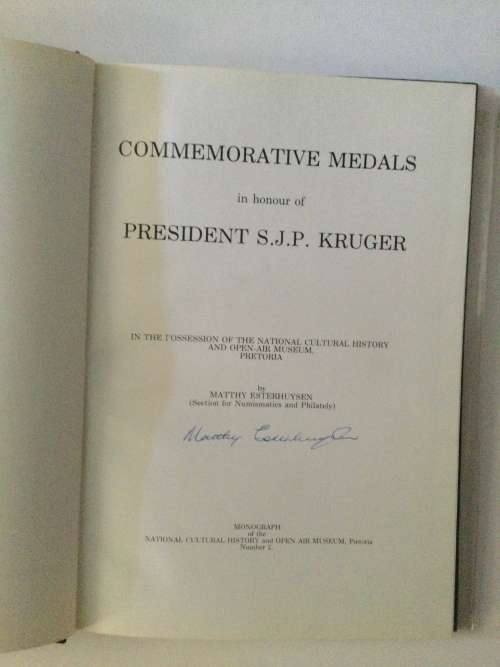 COMMEMORATIVE MEDALS
in honour of
PRESIDENT S.J.P. KRUGER
IN THE POSSESSION OF THE NATIONAL CULTURAL HISTORY
AND OPEN-AIR MUSEUM,
PRETORIA
by
MATTHY ESTERHUYSEN
(Section for Numismatics and Philately)
Matthy Esterhuysen
MONOGRAPH
of the
NATIONAL CULTURAL HISTORY and OPEN AIR MUSEUM, Pretoria
Number 2.